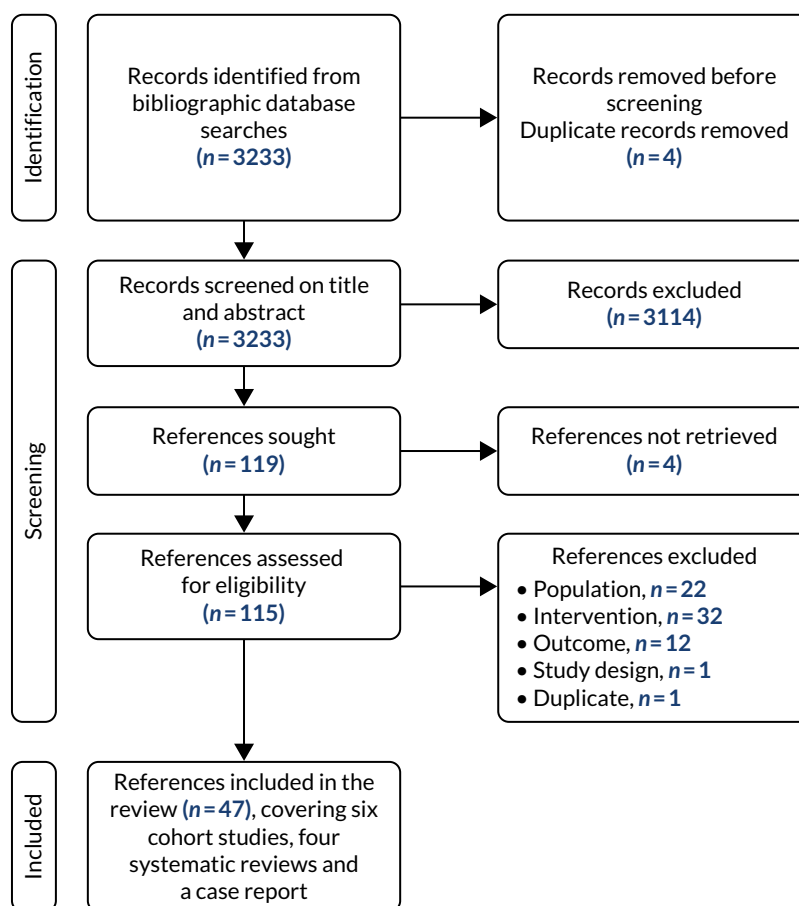 Identification
Records identified from
bibliographic database
searches
(n=3233)
Records removed before
screening
Duplicate records removed
(n=4)
Screening
Records screened on title
and abstract
(n=3233)
Records excluded
(n=3114)
References sought
(n=119)
References not retrieved
(n=4)
References assessed
for eligibility
(n=115)
References excluded
• Population, n=22
• Intervention, n=32
• Outcome, n=12
• Study design, n=1
• Duplicate, n=1
Included
References included in the
review (n=47), covering six
cohort studies, four
systematic reviews and
a case report